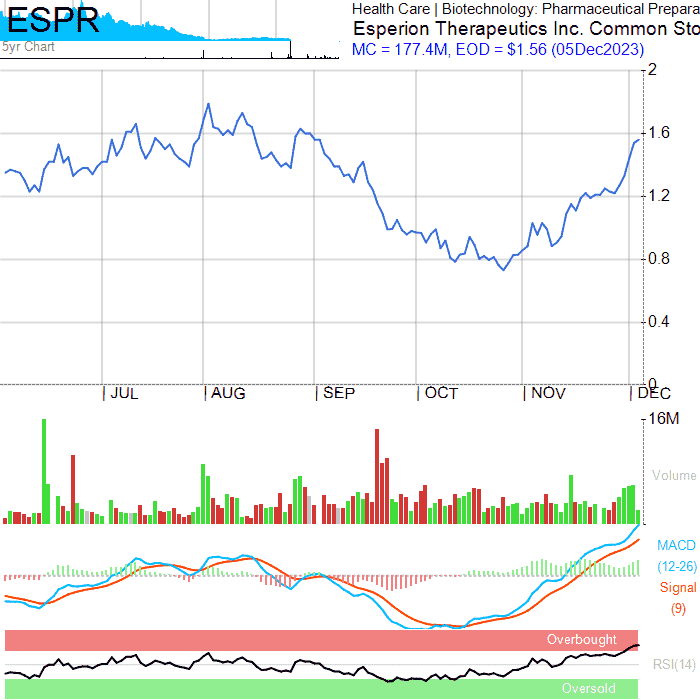 ESPR
5yr Chart
Health Care | Biotechnology: Pharmaceutical Prepara
Esperion Therapeutics Inc. Common Sto
MC = 177.4M, EOD = $1.56 (05Dec2023)
2
1.6
1.2
0.8
0.4
0
JUL AUG SEP OCT NOV DEC
16M
Volume
MACD
(12-26)
Signal
(9)
Overbought
RSI(14)
Oversold